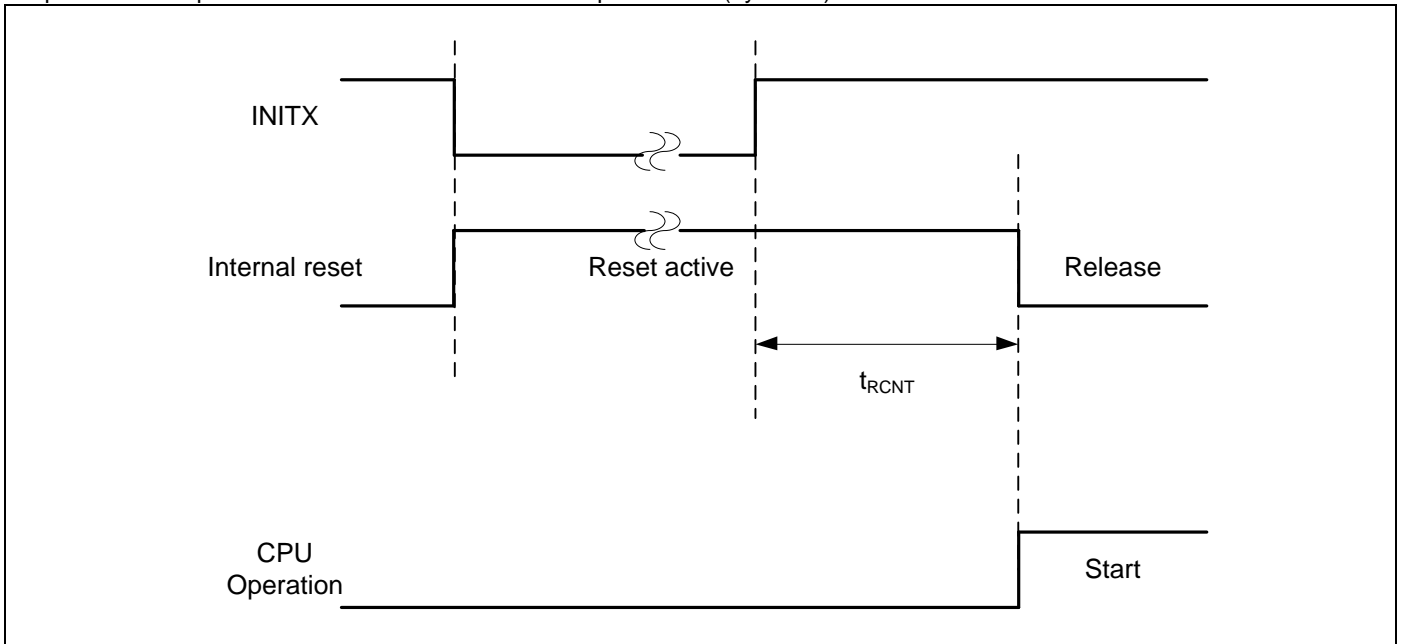 INITX
Internal reset
Reset active
Release
tRCNT
CPU
Operation
Start